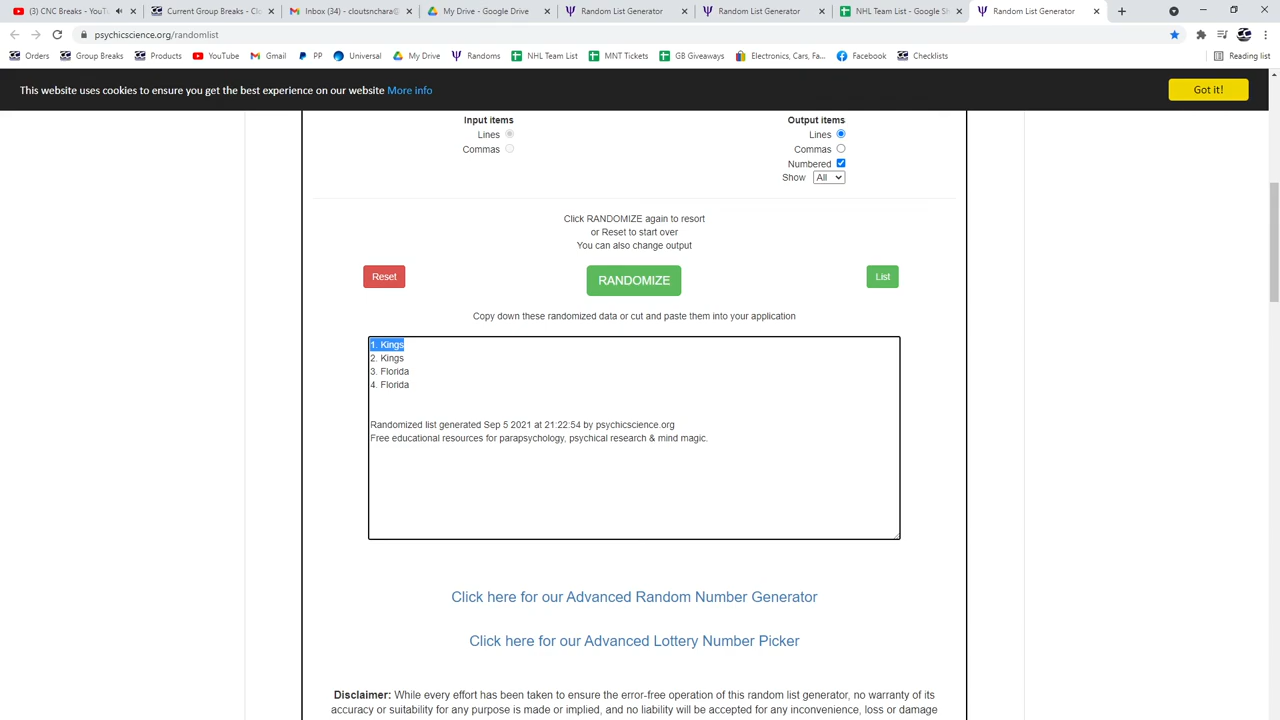 (3) CNC Breaks - YouT
Current Group Breaks - Clo
Inbox (34) - cloutsnchara@
My Drive - Google Drive
Random List Generator
Random List Generator
NHL Team List - Google Sh
Random List Generator
psychicscience.org/randomlist
Orders Group Breaks Products YouTube Gmail PP Universal My Drive Randoms NHL Team List MNT Tickets GB Giveaways Electronics, Cars, Fa... Facebook Checklists Reading list
This website uses cookies to ensure you get the best experience on our website More info Got it!
Input items Output items
Lines Lines
Commas Commas
Numbered
Show All
Click RANDOMIZE again to resort
or Reset to start over
You can also change output
Reset RANDOMIZE List
Copy down these randomized data or cut and paste them into your application
1. Kings
2. Kings
3. Florida
4. Florida
Randomized list generated Sep 5 2021 at 21:22:54 by psychicscience.org
Free educational resources for parapsychology, psychical research & mind magic.
Click here for our Advanced Random Number Generator
Click here for our Advanced Lottery Number Picker
Disclaimer: While every effort has been taken to ensure the error-free operation of this random list generator, no warranty of its
accuracy or suitability for any purpose is made or implied, and no liability will be accepted for any inconvenience, loss or damage